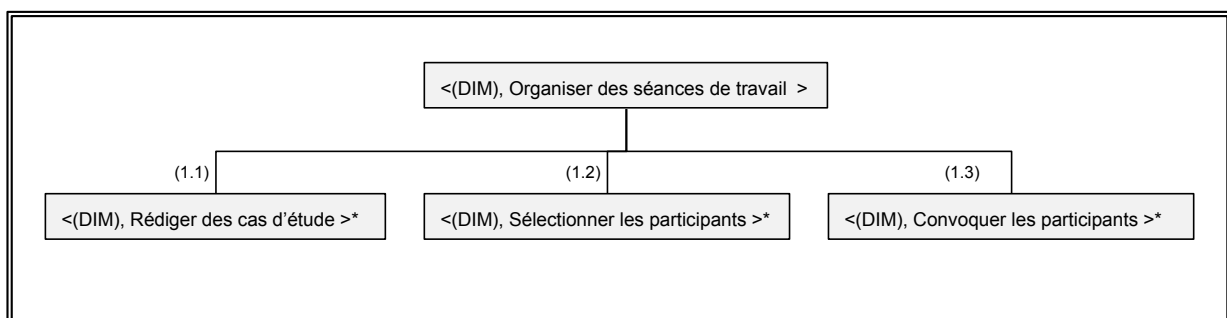 <(DIM), Organiser des séances de travail >
(1.1)
(1.2)
(1.3)
<(DIM), Rédiger des cas d’étude >*
<(DIM), Sélectionner les participants >*
<(DIM), Convoquer les participants >*